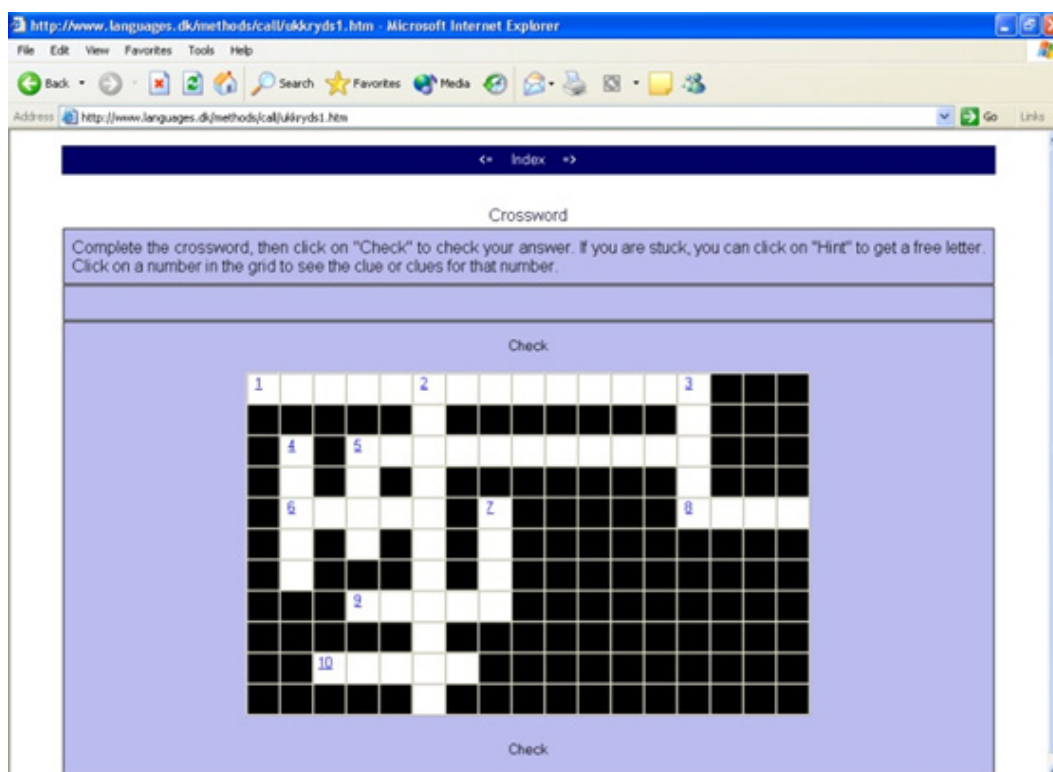 http://www.languages.dk/methods/call/ukkryds1.htm - Microsoft Internet Explorer
File Edit View Favorites Tools Help
Back Search Favorites Media
Address http://www.languages.dk/methods/call/ukkryds1.htm Go Links
<= Index =>
Crossword
Complete the crossword, then click on "Check" to check your answer. If you are stuck, you can click on "Hint" to get a free letter.
Click on a number in the grid to see the clue or clues for that number.
Check
1 2 3
4 5
6 7 8
9
10
Check